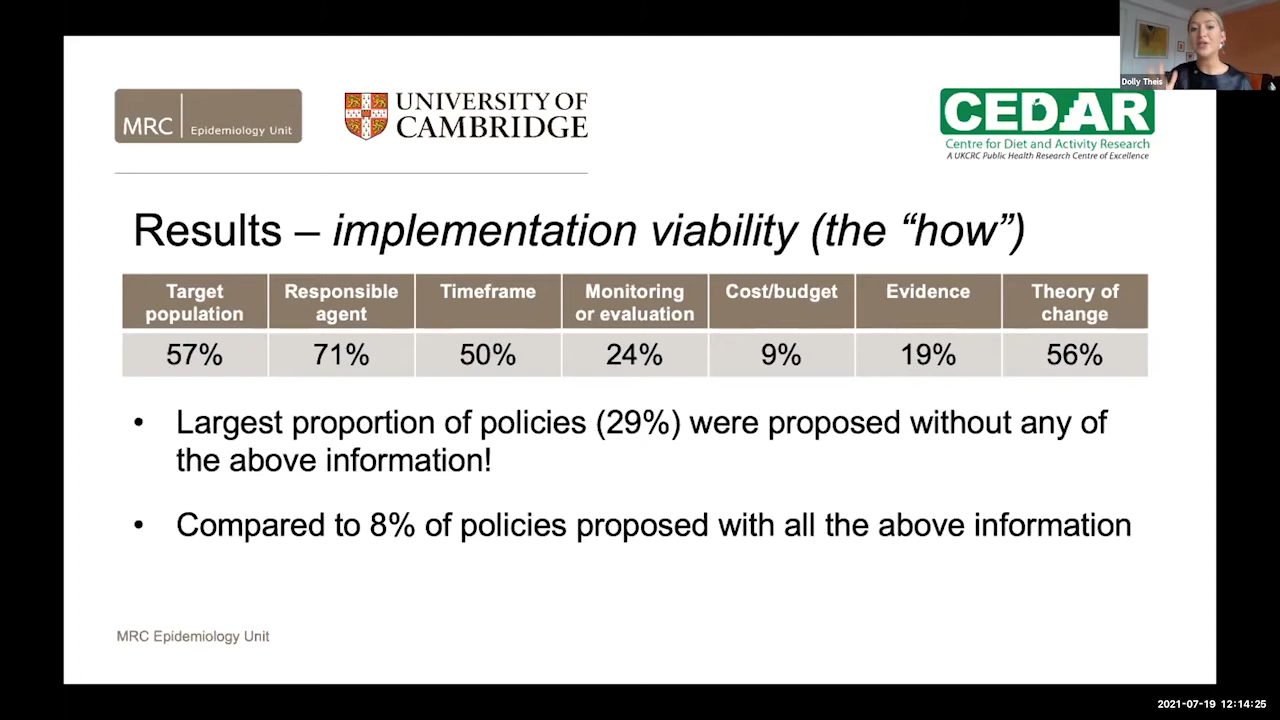 Dolly Theis
MRC Epidemiology Unit
UNIVERSITY OF
CAMBRIDGE
CEDAR
Centre for Diet and Activity Research
A UKCRC Public Health Research Centre of Excellence
Results – implementation viability (the “how”)
Target population Responsible agent Timeframe Monitoring or evaluation Cost/budget Evidence Theory of change
57% 71% 50% 24% 9% 19% 56%
• Largest proportion of policies (29%) were proposed without any of
the above information!
• Compared to 8% of policies proposed with all the above information
MRC Epidemiology Unit
2021-07-19 12:14:25